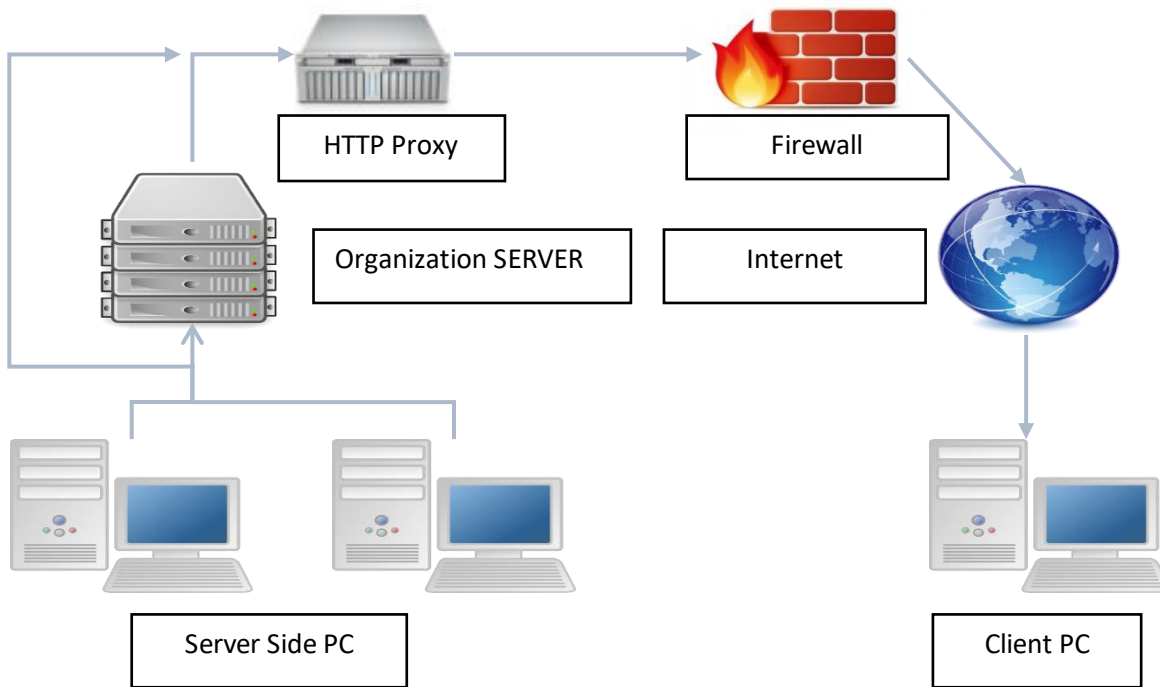 HTTP Proxy
Firewall
Organization SERVER
Internet
Server Side PC
Client PC